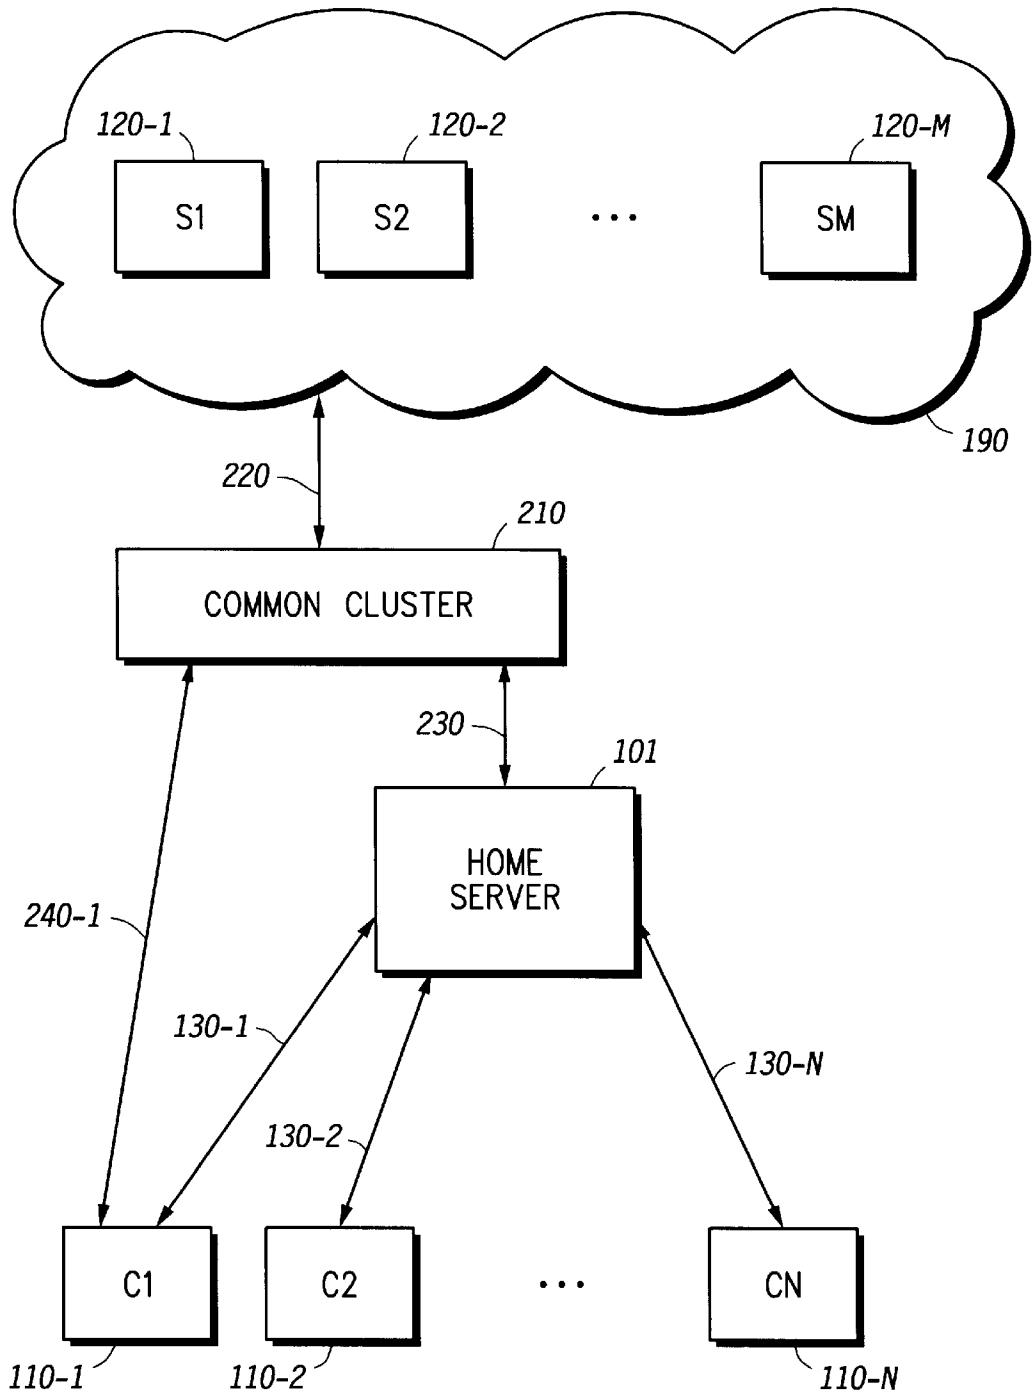 120-1
120-2
120-M
S1
S2
...
SM
190
220
210
COMMON CLUSTER
230
101
HOME
SERVER
240-1
130-1
130-N
130-2
C1
C2
...
CN
110-1
110-2
110-N